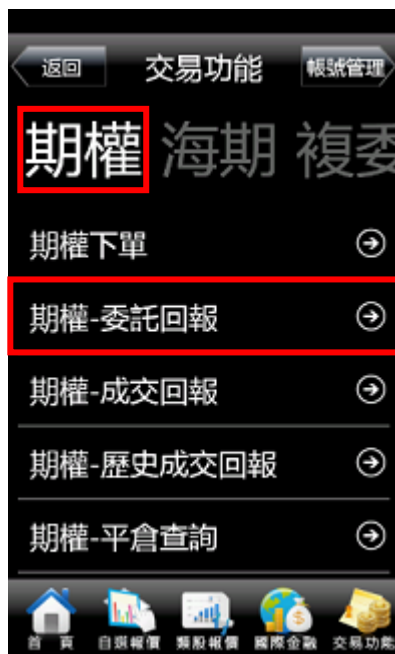 返回 交易功能 帳號管理
期權 海期 複委
期權下單
期權-委託回報
期權-成交回報
期權-歷史成交回報
期權-平倉查詢
首 頁 自選報價 類股報價 國際金融 交易功能